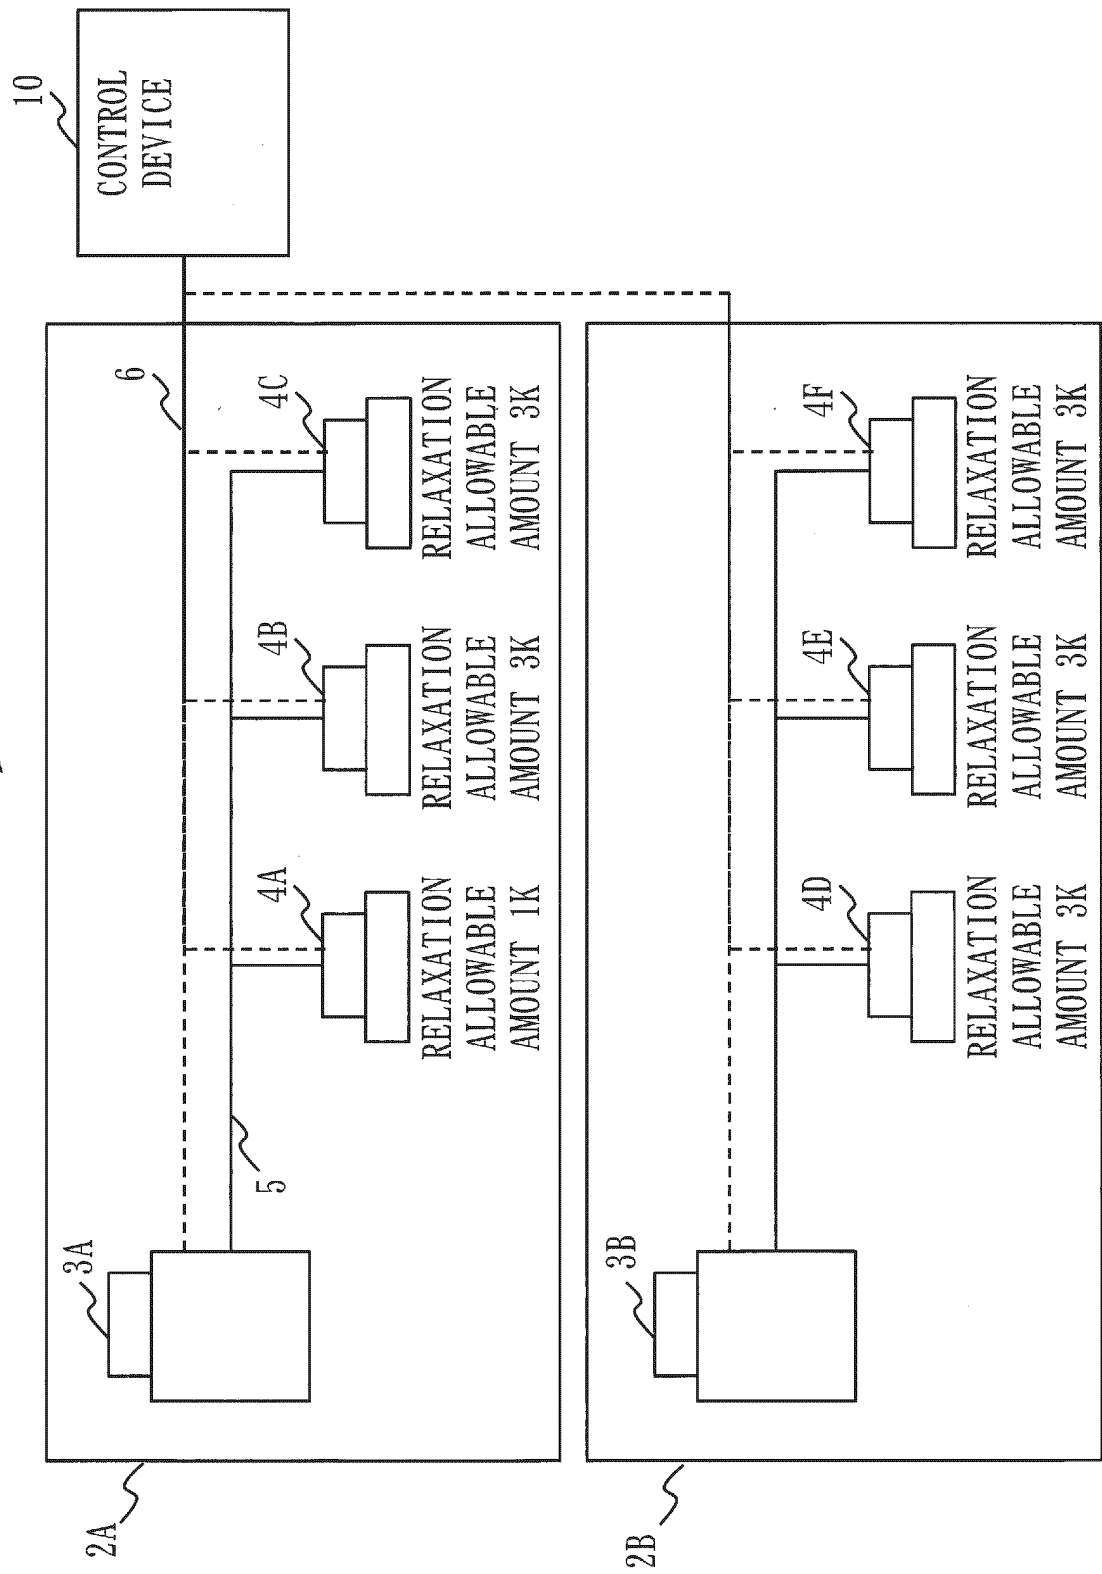 10
CONTROL
DEVICE
2A
3A
5
6
4A
RELAXATION
ALLOWABLE
AMOUNT 1K
4B
RELAXATION
ALLOWABLE
AMOUNT 3K
4C
RELAXATION
ALLOWABLE
AMOUNT 3K
2B
3B
4D
RELAXATION
ALLOWABLE
AMOUNT 3K
4E
RELAXATION
ALLOWABLE
AMOUNT 3K
4F
RELAXATION
ALLOWABLE
AMOUNT 3K